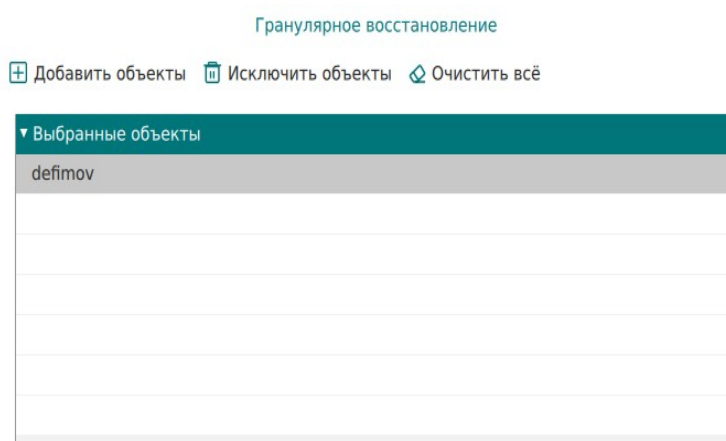 Гранулярное восстановление
Добавить объекты Исключить объекты Очистить всё
Выбранные объекты
defimov